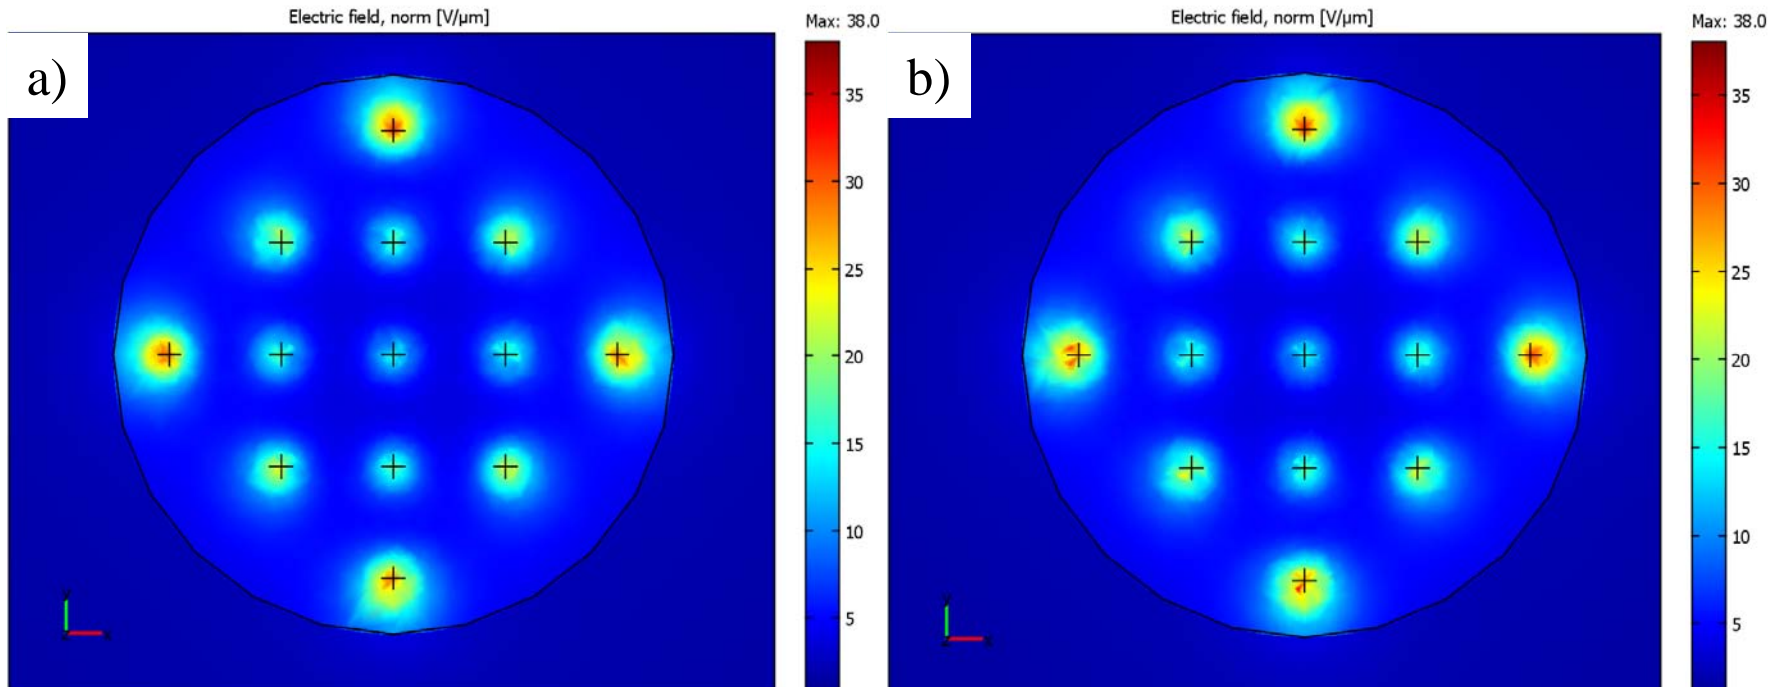 Electric field, norm [V/µm]
Max: 38.0
a)
35
30
25
20
15
10
5
y
z
x
Electric field, norm [V/µm]
Max: 38.0
b)
35
30
25
20
15
10
5
y
z
x